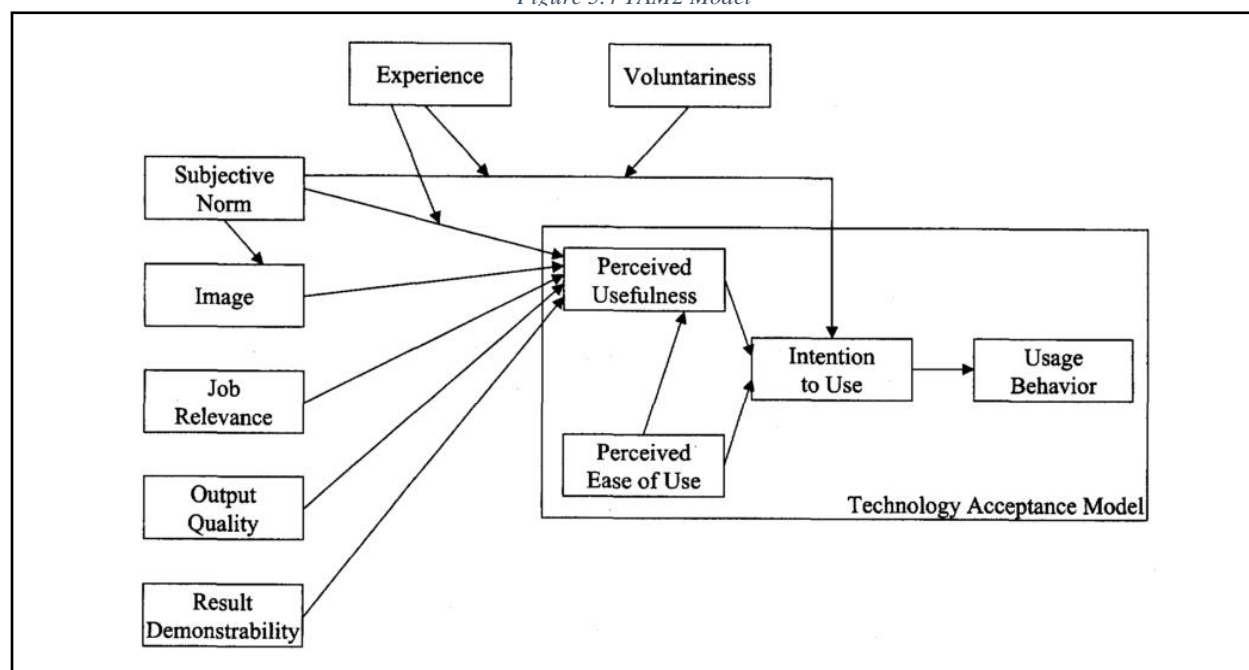 Figure 3.4 TAM2 Model
Experience
Voluntariness
Subjective
Norm
Image
Job
Relevance
Output
Quality
Result
Demonstrability
Perceived
Usefulness
Perceived
Ease of Use
Intention
to Use
Usage
Behavior
Technology Acceptance Model